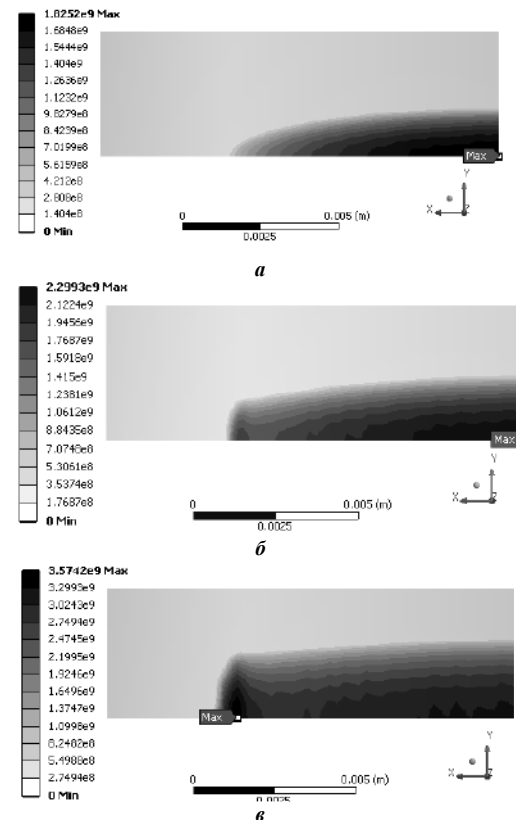 1.8252e9 Max
1.6848e9
1.5444e9
1.404e9
1.2636e9
1.1232e9
9.8279e8
8.4239e8
7.0199e8
5.6159e8
4.212e8
2.808e8
1.404e8
0 Min
Max
Y
X
Z
0
0.005 (m)
0.0025
а
2.2993e9 Max
2.1224e9
1.9456e9
1.7687e9
1.5918e9
1.415e9
1.2381e9
1.0612e9
8.8435e8
7.0748e8
5.3061e8
3.5374e8
1.7687e8
0 Min
Max
Y
X
Z
0
0.005 (m)
0.0025
б
3.5742e9 Max
3.2993e9
3.0243e9
2.7494e9
2.4745e9
2.1995e9
1.9246e9
1.6496e9
1.3747e9
1.0998e9
8.2482e8
5.4988e8
2.7494e8
0 Min
Max
Y
X
Z
0
0.005 (m)
0.0025
в